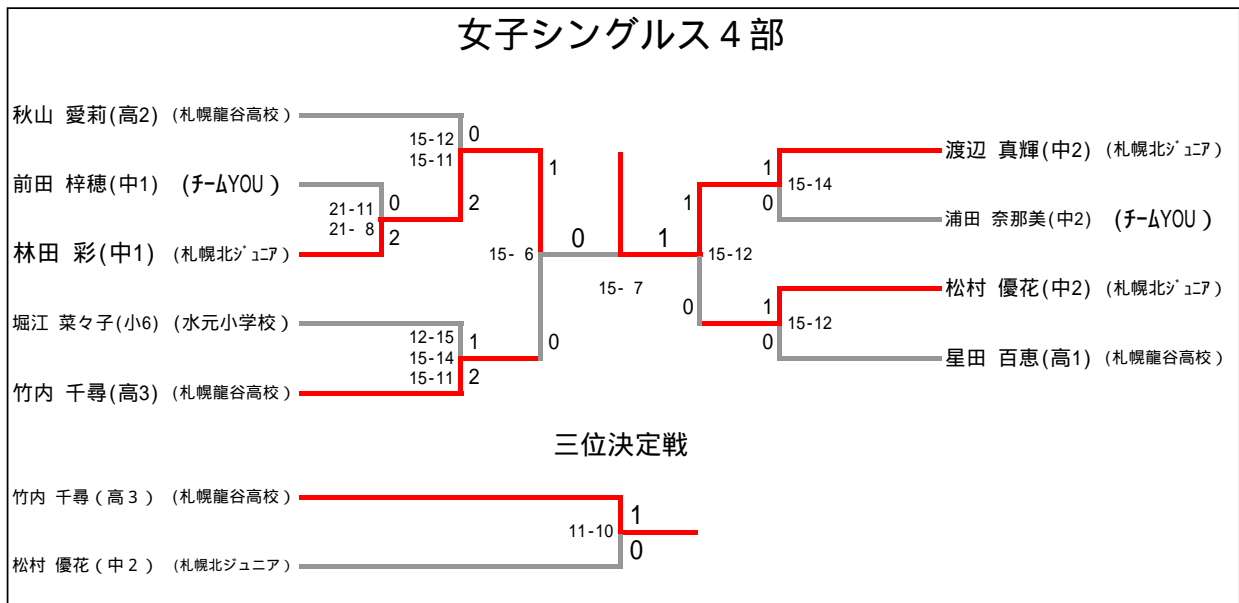 女子シングルス４部
秋山 愛莉(高2) (札幌龍谷高校)
15-12
15-11
0
2
前田 梓穂(中1) (チームYOU)
21-11
21- 8
0
2
林田 彩(中1) (札幌北ｼﾞｭﾆｱ)
堀江 菜々子(小6) (水元小学校)
12-15
15-14
15-11
1
2
竹内 千尋(高3) (札幌龍谷高校)
1
15- 6
0
0
1
15- 7
渡辺 真輝(中2) (札幌北ｼﾞｭﾆｱ)
1
15-14
0
浦田 奈那美(中2) (チームYOU)
1
15-12
0
松村 優花(中2) (札幌北ｼﾞｭﾆｱ)
1
15-12
0
星田 百恵(高1) (札幌龍谷高校)
三位決定戦
竹内 千尋(高３) (札幌龍谷高校)
11-10
1
0
松村 優花(中２) (札幌北ジュニア)